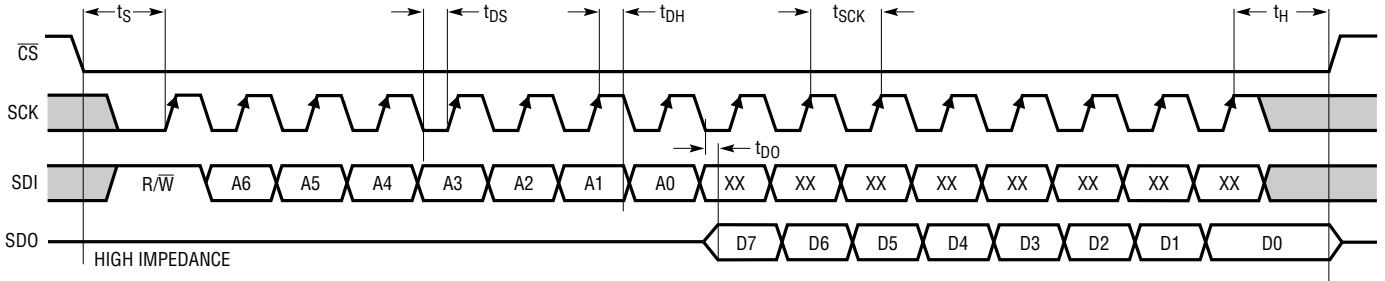 tS tDS tDH tSCK tH
C̅S̅
SCK
tDO
SDI R/W̅ A6 A5 A4 A3 A2 A1 A0 XX XX XX XX XX XX XX XX
SDO D7 D6 D5 D4 D3 D2 D1 D0
HIGH IMPEDANCE